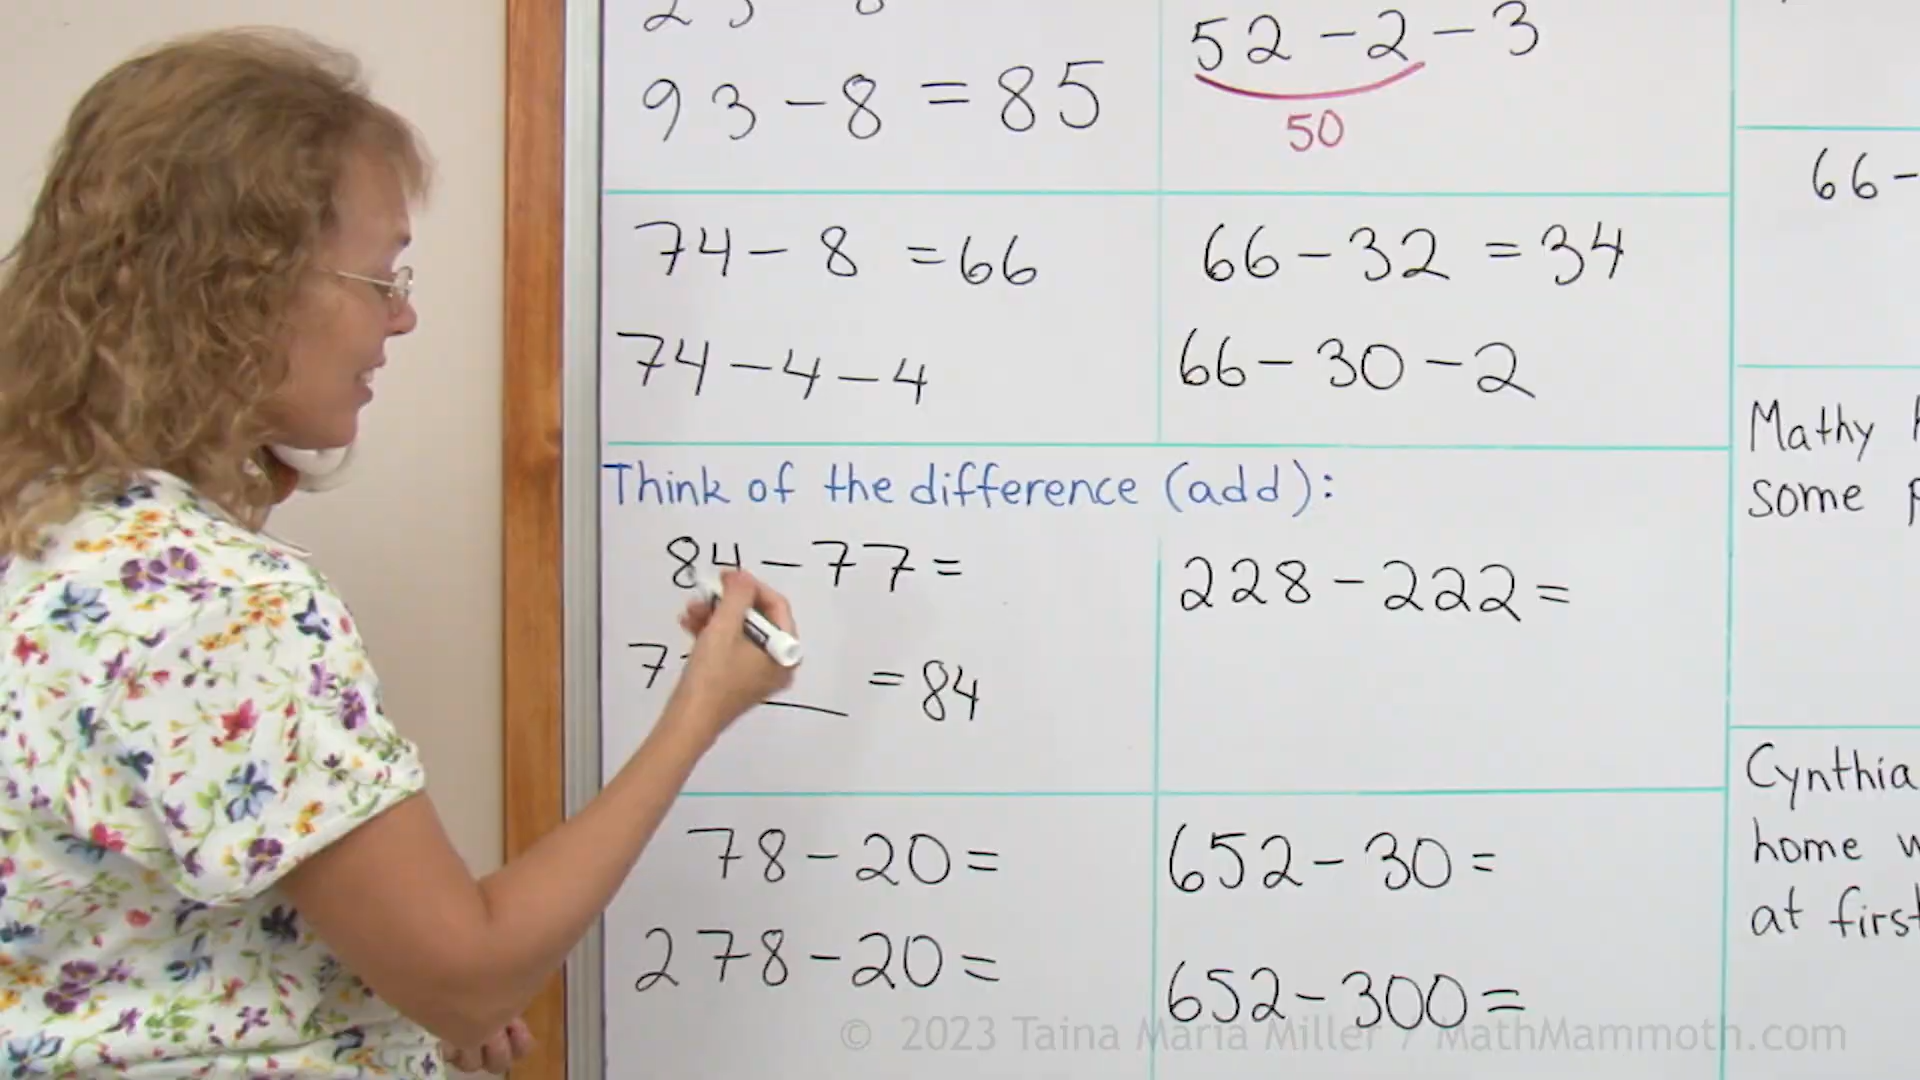 93-8=85
52-2-3
50
74-8=66
66-32=34
66-
74-4-4
66-30-2
Think of the difference (add):
84-77=
228-222=
= 84
78-20=
652-30=
278-20=
652-300=
Mathy
some
Cynthia
home
at first
© 2023 Taina Maria Miller / MathMammoth.com